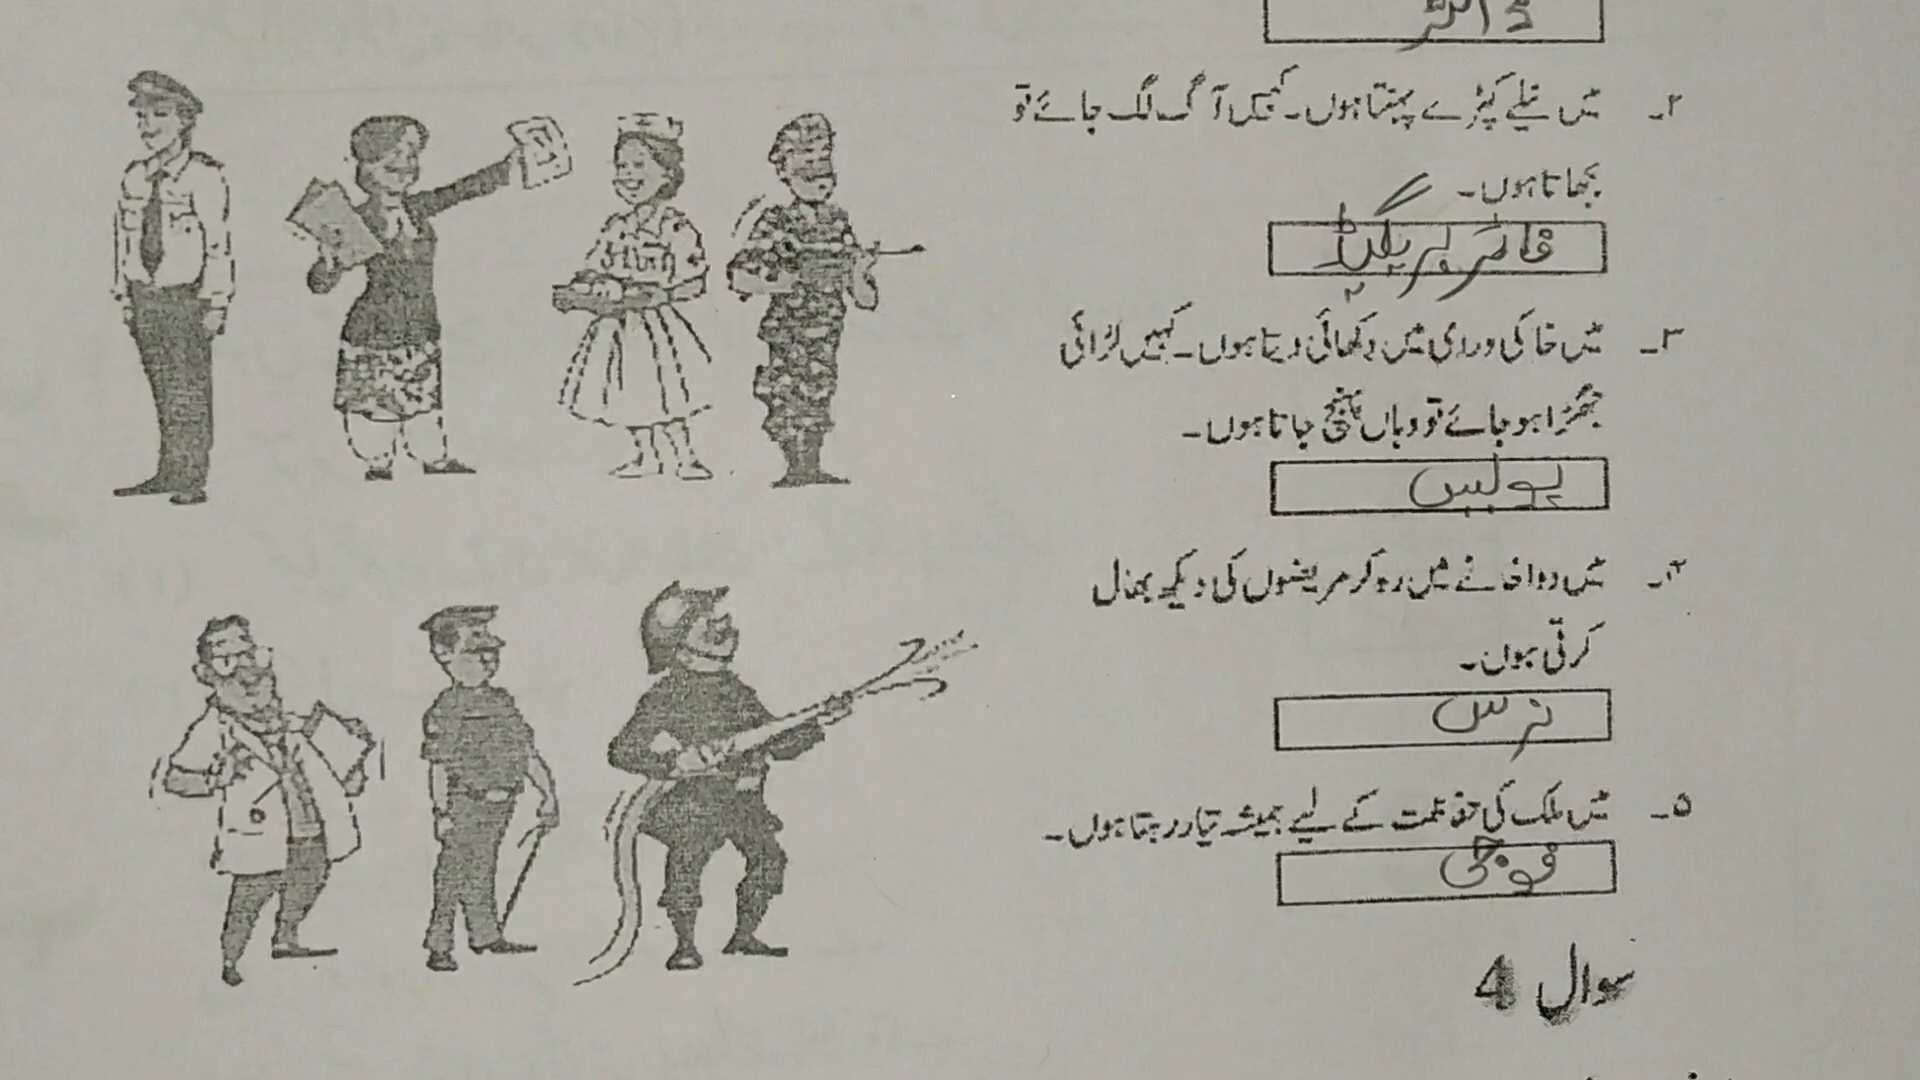 ڈاکٹر
۲۔ میں نیلے کپڑے پہنتا ہوں۔ کہیں آگ لگ جائے تو
بجھاتا ہوں۔
فائر بریگیڈ
۳۔ میں خاکی وردی میں دکھائی دیتا ہوں۔ کہیں لڑائی
جھگڑا ہو جائے تو وہاں پہنچ جاتا ہوں۔
پولیس
۴۔ میں دواخانے میں رہ کر مریضوں کی دیکھ بھال
کرتی ہوں۔
نرس
۵۔ میں ملک کی حفاظت کے لیے ہمیشہ تیار رہتا ہوں۔
فوجی
سوال 4